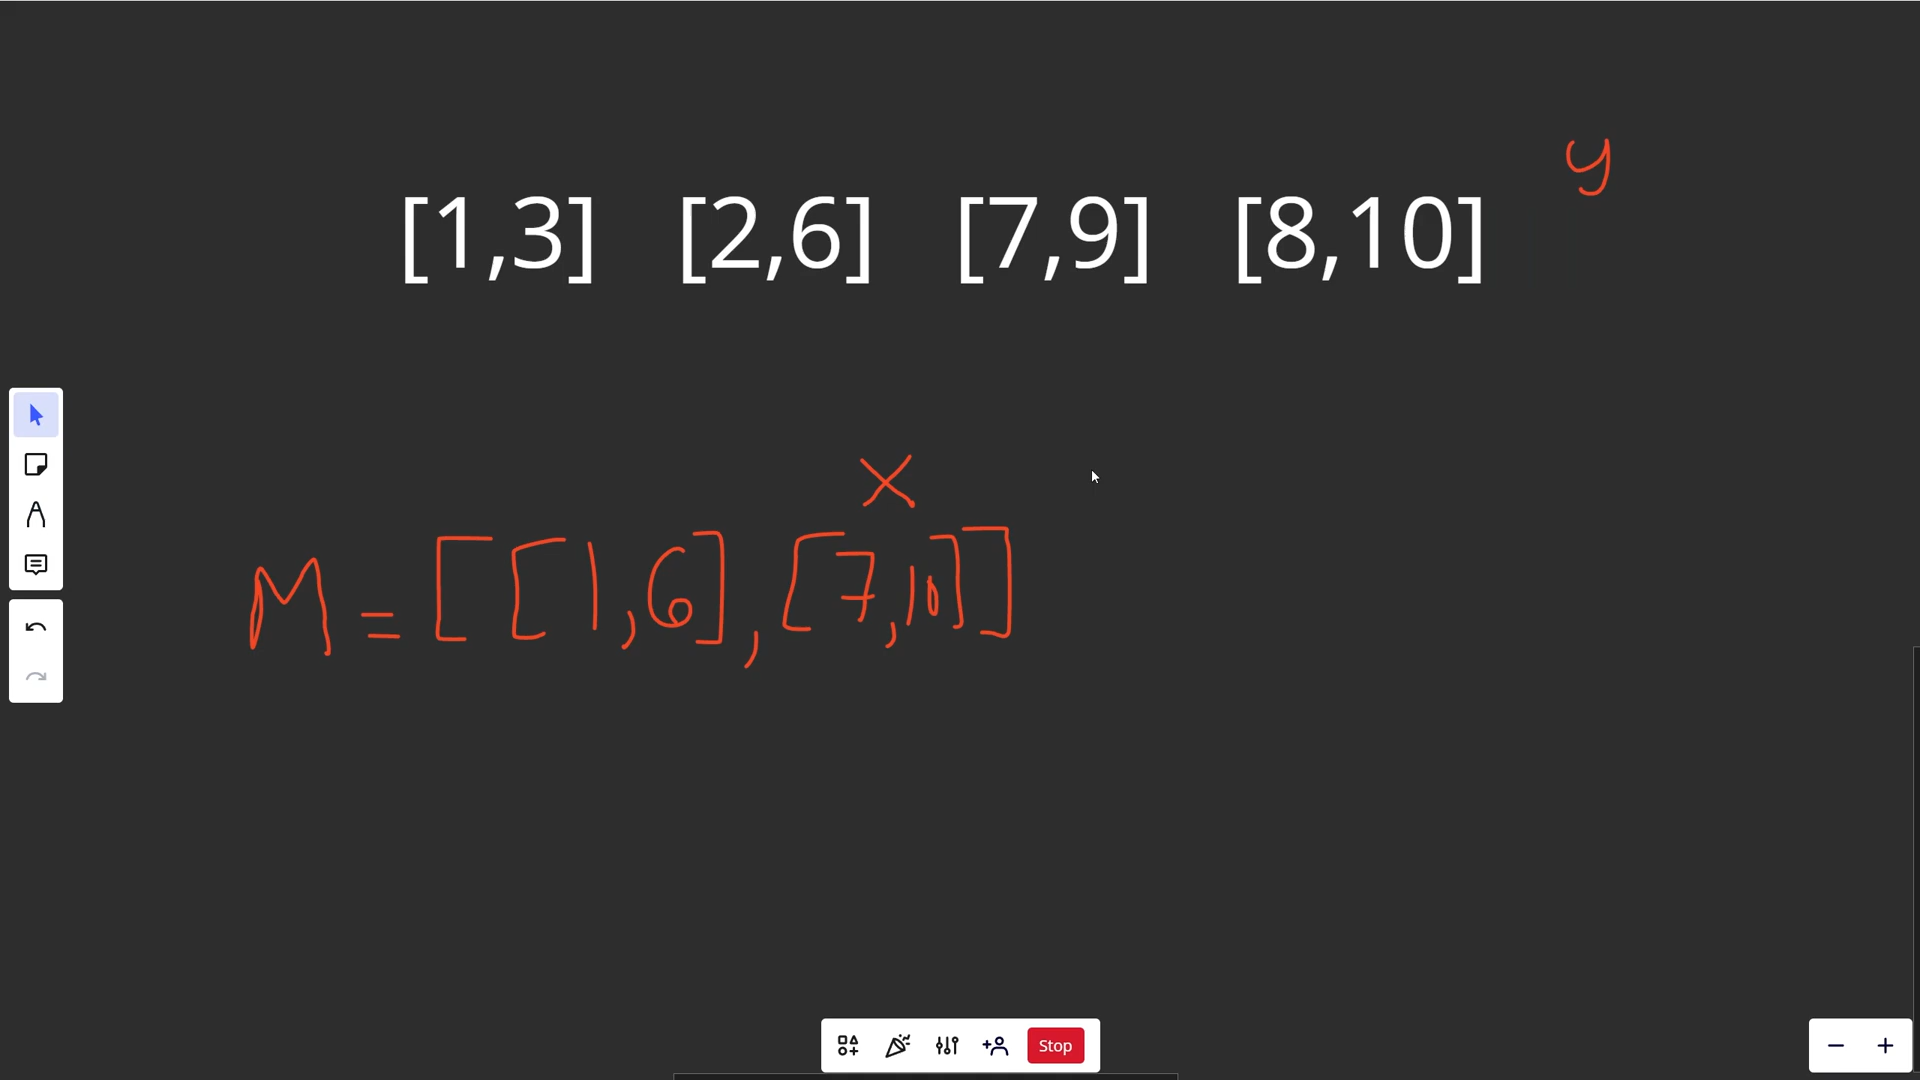 y
[1,3] [2,6] [7,9] [8,10]
X
M = [[1,6],[7,10]]
Stop